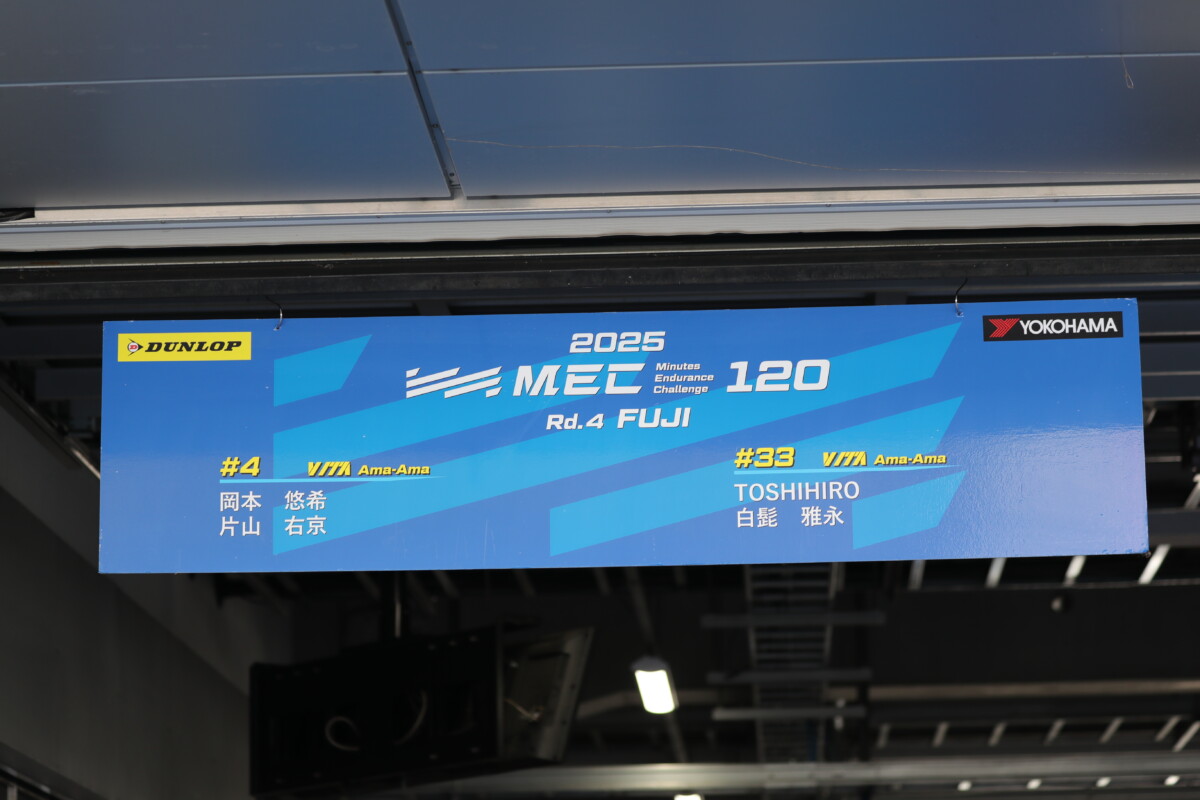 DUNLOP
YOKOHAMA
2025
MEC Minutes Endurance Challenge 120
Rd.4 FUJI
#4 VITA Ama-Ama
岡本 悠希
片山 右京
#33 VITA Ama-Ama
TOSHIHIRO
白髭 雅永